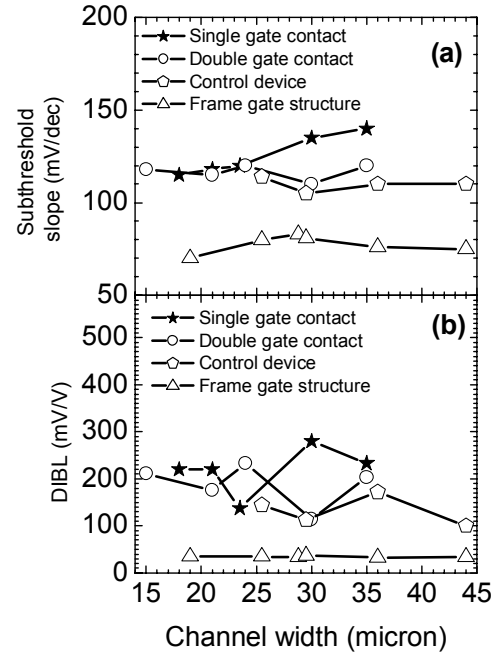 200
(a)
Single gate contact
Double gate contact
Control device
Frame gate structure
150
100
50
Subthreshold
slope (mV/dec)
(b)
Single gate contact
Double gate contact
Control device
Frame gate structure
500
400
300
200
100
0
DIBL (mV/V)
15 20 25 30 35 40 45
Channel width (micron)